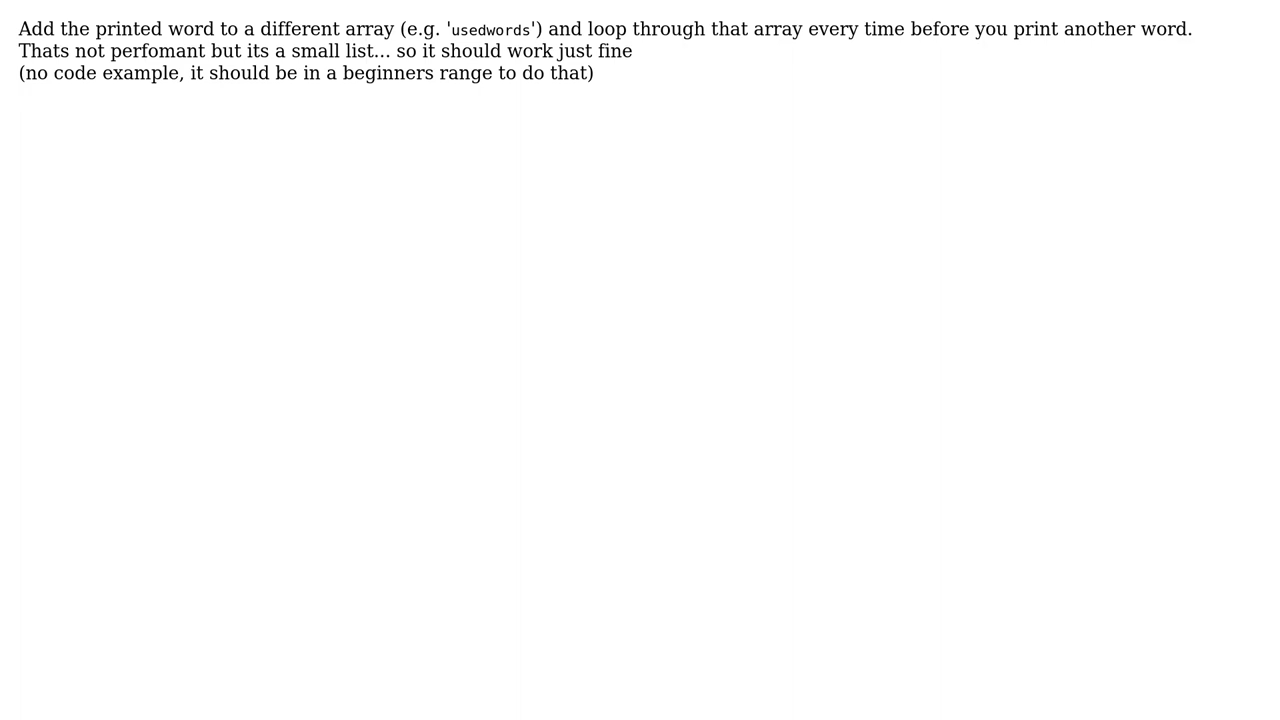 Add the printed word to a different array (e.g. 'usedwords') and loop through that array every time before you print another word.
Thats not perfomant but its a small list... so it should work just fine
(no code example, it should be in a beginners range to do that)